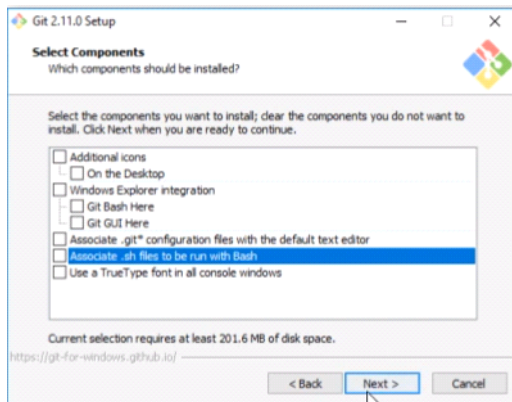 Git 2.11.0 Setup
Select Components
Which components should be installed?
Select the components you want to install; clear the components you do not want to
install. Click Next when you are ready to continue.
Additional icons
On the Desktop
Windows Explorer integration
Git Bash Here
Git GUI Here
Associate .git* configuration files with the default text editor
Associate .sh files to be run with Bash
Use a TrueType font in all console windows
Current selection requires at least 201.6 MB of disk space.
https://git-for-windows.github.io/
< Back
Next >
Cancel